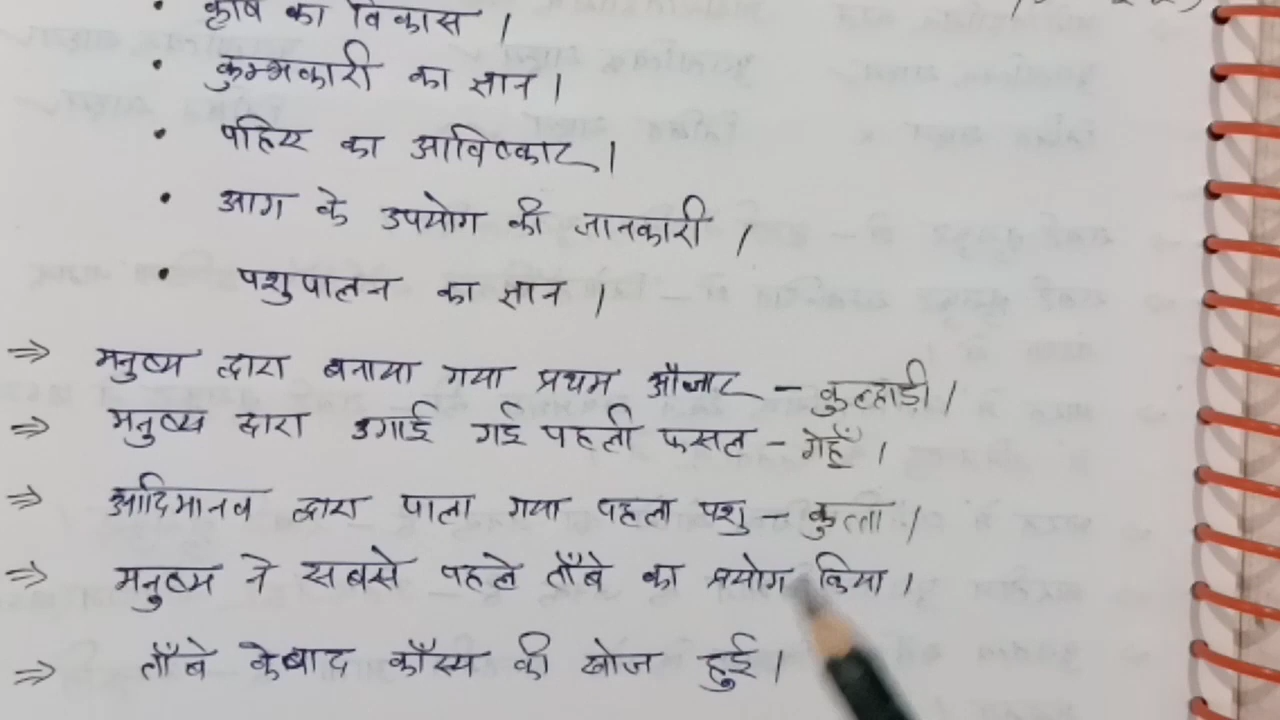 कृषि का विकास ।
कुम्भकारी का ज्ञान ।
पहिए का आविष्कार ।
आग के उपयोग की जानकारी ।
पशुपालन का ज्ञान ।
⇒ मनुष्य द्वारा बनाया गया प्रथम औजार – कुल्हाडी ।
⇒ मनुष्य द्वारा उगाई गई पहली फसल – गेहूँ ।
⇒ आदिमानव द्वारा पाला गया पहला पशु – कुत्ता ।
⇒ मनुष्य ने सबसे पहले ताँबे का प्रयोग किया ।
⇒ ताँबे के बाद काँस्य की खोज हुई ।